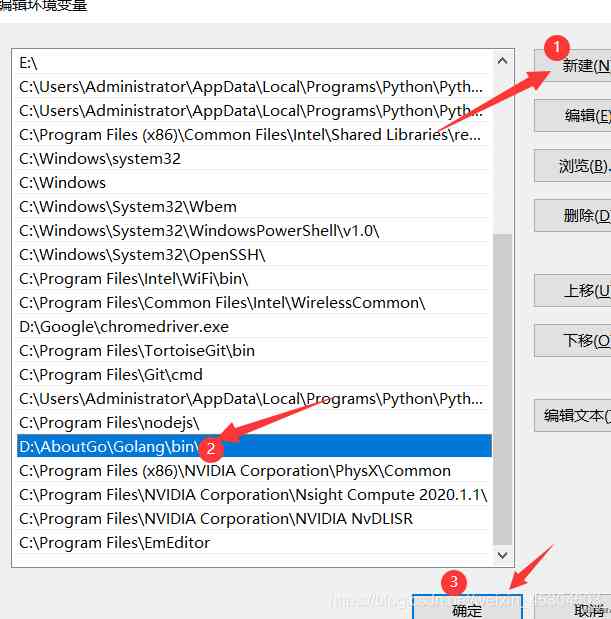 编辑环境变量
E:\
C:\Users\Administrator\AppData\Local\Programs\Python\Pyth...
C:\Users\Administrator\AppData\Local\Programs\Python\Pyth...
C:\Program Files (x86)\Common Files\Intel\Shared Libraries\re...
C:\Windows\system32
C:\Windows
C:\Windows\System32\Wbem
C:\Windows\System32\WindowsPowerShell\v1.0\
C:\Windows\System32\OpenSSH\
C:\Program Files\Intel\WiFi\bin\
C:\Program Files\Common Files\Intel\WirelessCommon\
D:\Google\chromedriver.exe
C:\Program Files\TortoiseGit\bin
C:\Program Files\Git\cmd
C:\Users\Administrator\AppData\Local\Programs\Python\Pyth...
C:\Program Files\nodejs\
D:\AboutGo\Golang\bin\
C:\Program Files (x86)\NVIDIA Corporation\PhysX\Common
C:\Program Files\NVIDIA Corporation\Nsight Compute 2020.1.1\
C:\Program Files\NVIDIA Corporation\NVIDIA NvDLISR
C:\Program Files\EmEditor
1
新建(N
编辑(E)
浏览(B).
删除(D
上移(U
下移(O
编辑文本(T
2
3
确定
取消